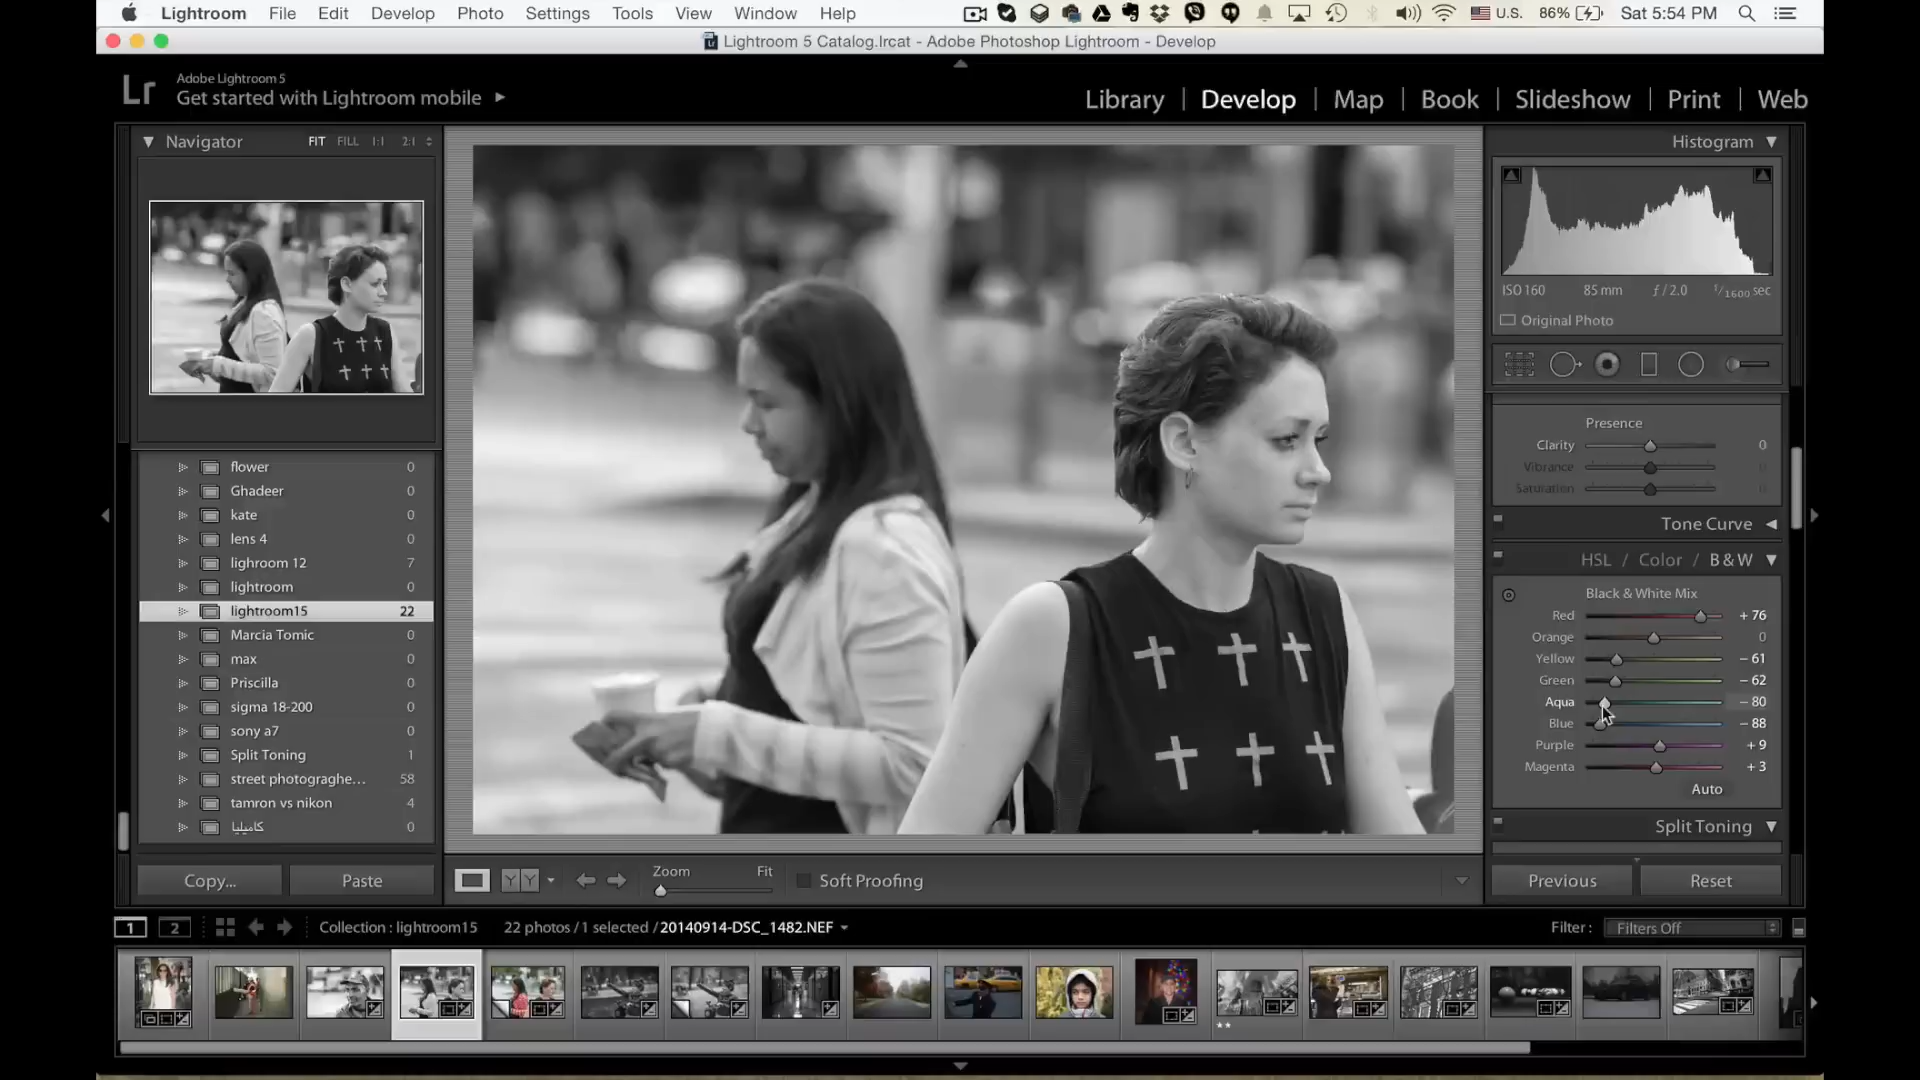 Lightroom File Edit Develop Photo Settings Tools View Window Help U.S. 86% Sat 5:54 PM
Lightroom 5 Catalog.lrcat - Adobe Photoshop Lightroom - Develop
Lr Adobe Lightroom 5
Get started with Lightroom mobile
Library | Develop | Map | Book | Slideshow | Print | Web
Navigator FIT FILL 1:1 2:1
Histogram
ISO 160 85 mm ƒ / 2.0 1/1600 sec
Original Photo
Presence
Clarity 0
Vibrance
Saturation
Tone Curve
HSL / Color / B & W
Black & White Mix
Red + 76
Orange 0
Yellow – 61
Green – 62
Aqua – 80
Blue – 88
Purple + 9
Magenta + 3
Auto
Split Toning
Previous Reset
flower 0
Ghadeer 0
kate 0
lens 4 0
lighroom 12 7
lightroom 0
lightroom15 22
Marcia Tomic 0
max 0
Priscilla 0
sigma 18-200 0
sony a7 0
Split Toning 1
street photographe... 58
tamron vs nikon 4
كاميليا 0
Copy... Paste
YY Zoom Fit Soft Proofing
1 2 Collection : lightroom15 22 photos / 1 selected / 20140914-DSC_1482.NEF Filter : Filters Off